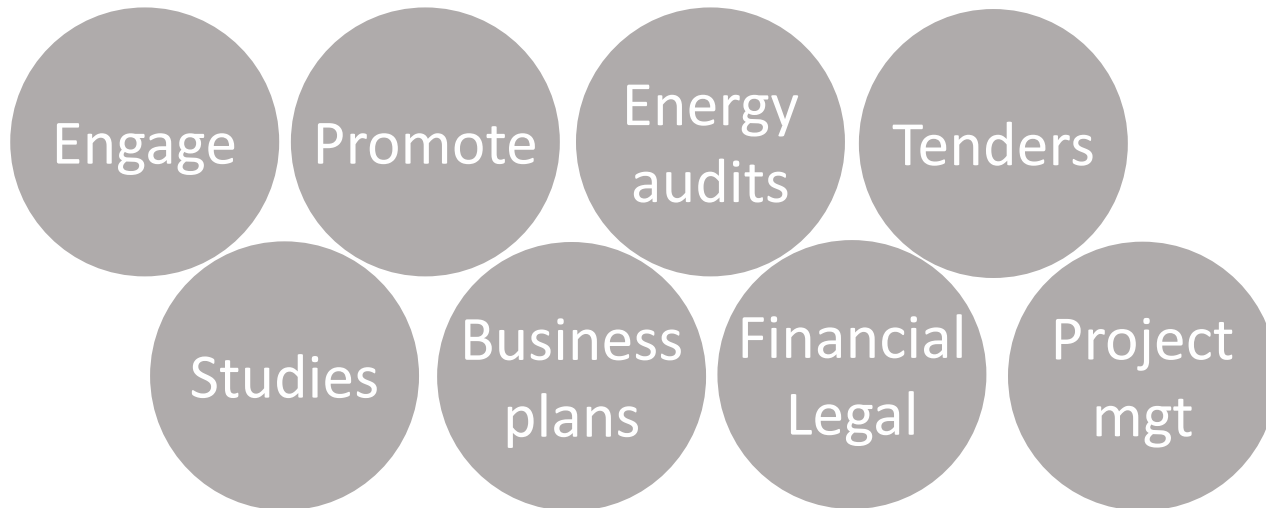 Engage
Promote
Energy
audits
Tenders
Studies
Business
plans
Financial
Legal
Project
mgt